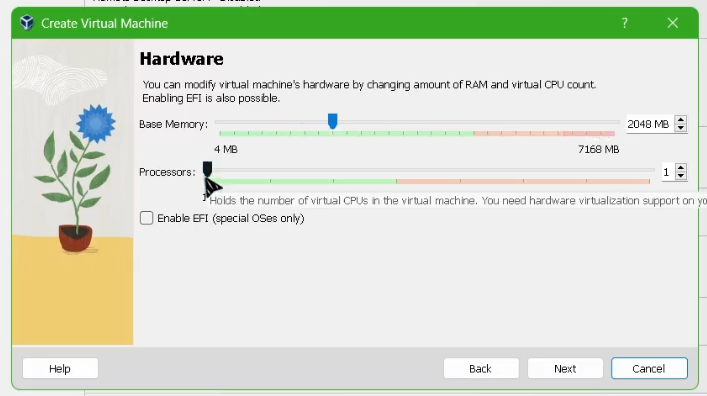 Create Virtual Machine
?
Hardware
You can modify virtual machine's hardware by changing amount of RAM and virtual CPU count.
Enabling EFI is also possible.
Base Memory:
2048 MB
4 MB
7168 MB
Processors:
1
Holds the number of virtual CPUs in the virtual machine. You need hardware virtualization support on yo
Enable EFI (special OSes only)
Help
Back
Next
Cancel